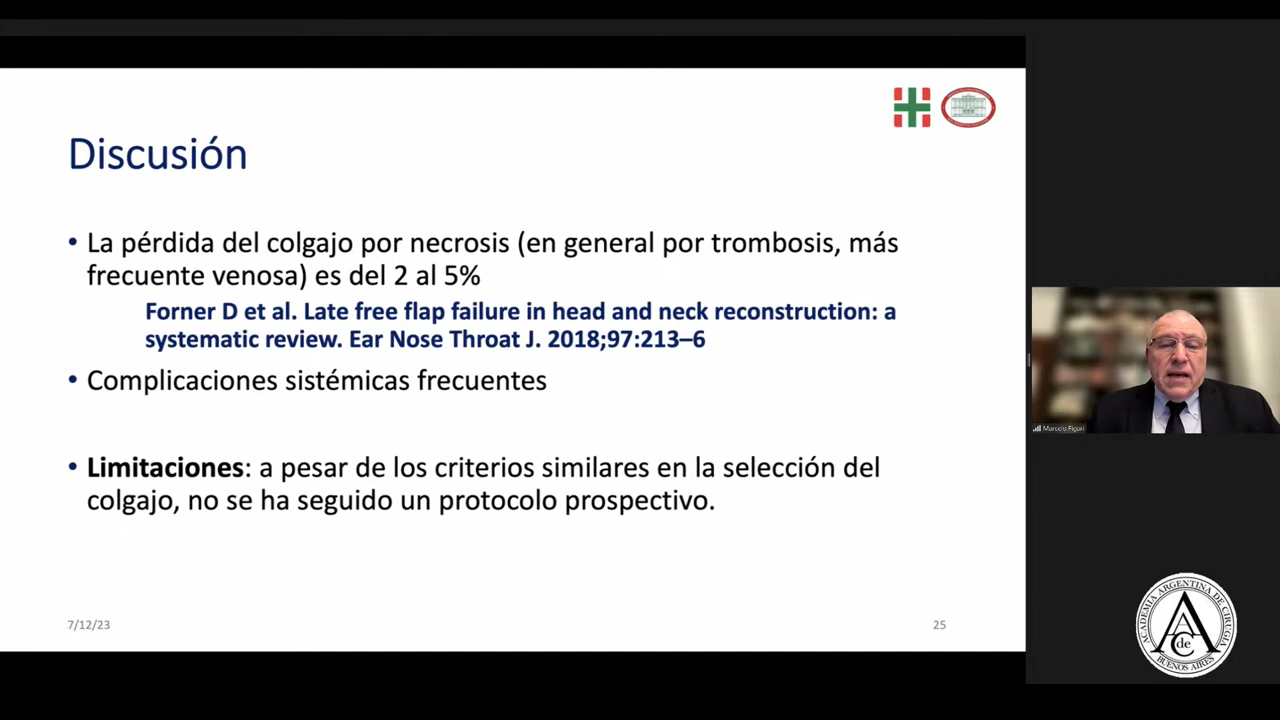 Discusión
• La pérdida del colgajo por necrosis (en general por trombosis, más
frecuente venosa) es del 2 al 5%
Forner D et al. Late free flap failure in head and neck reconstruction: a
systematic review. Ear Nose Throat J. 2018;97:213–6
• Complicaciones sistémicas frecuentes
• Limitaciones: a pesar de los criterios similares en la selección del
colgajo, no se ha seguido un protocolo prospectivo.
7/12/23
25
Marcelo Figari
ACADEMIA ARGENTINA DE CIRUGIA
A de C
BUENOS AIRES